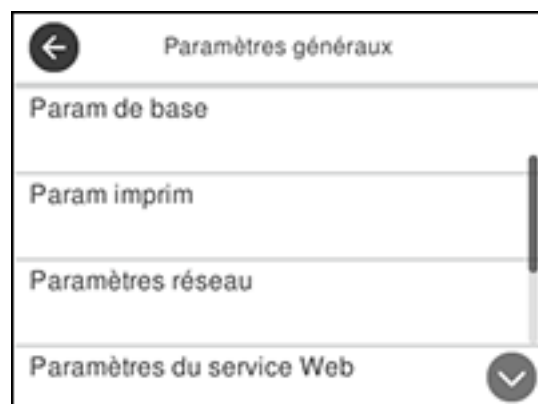 Paramètres généraux
Param de base
Param imprim
Paramètres réseau
Paramètres du service Web